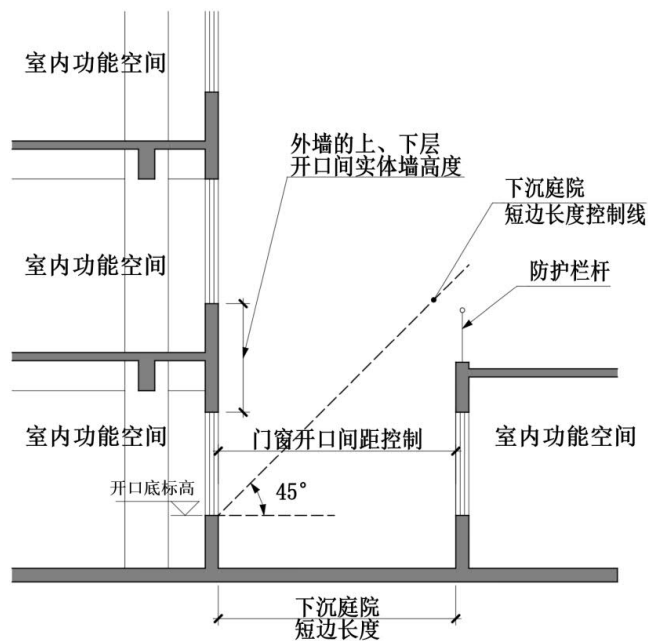 室内功能空间
外墙的上、下层
开口间实体墙高度
下沉庭院
短边长度控制线
室内功能空间
防护栏杆
室内功能空间
门窗开口间距控制
室内功能空间
开口底标高
45°
下沉庭院
短边长度